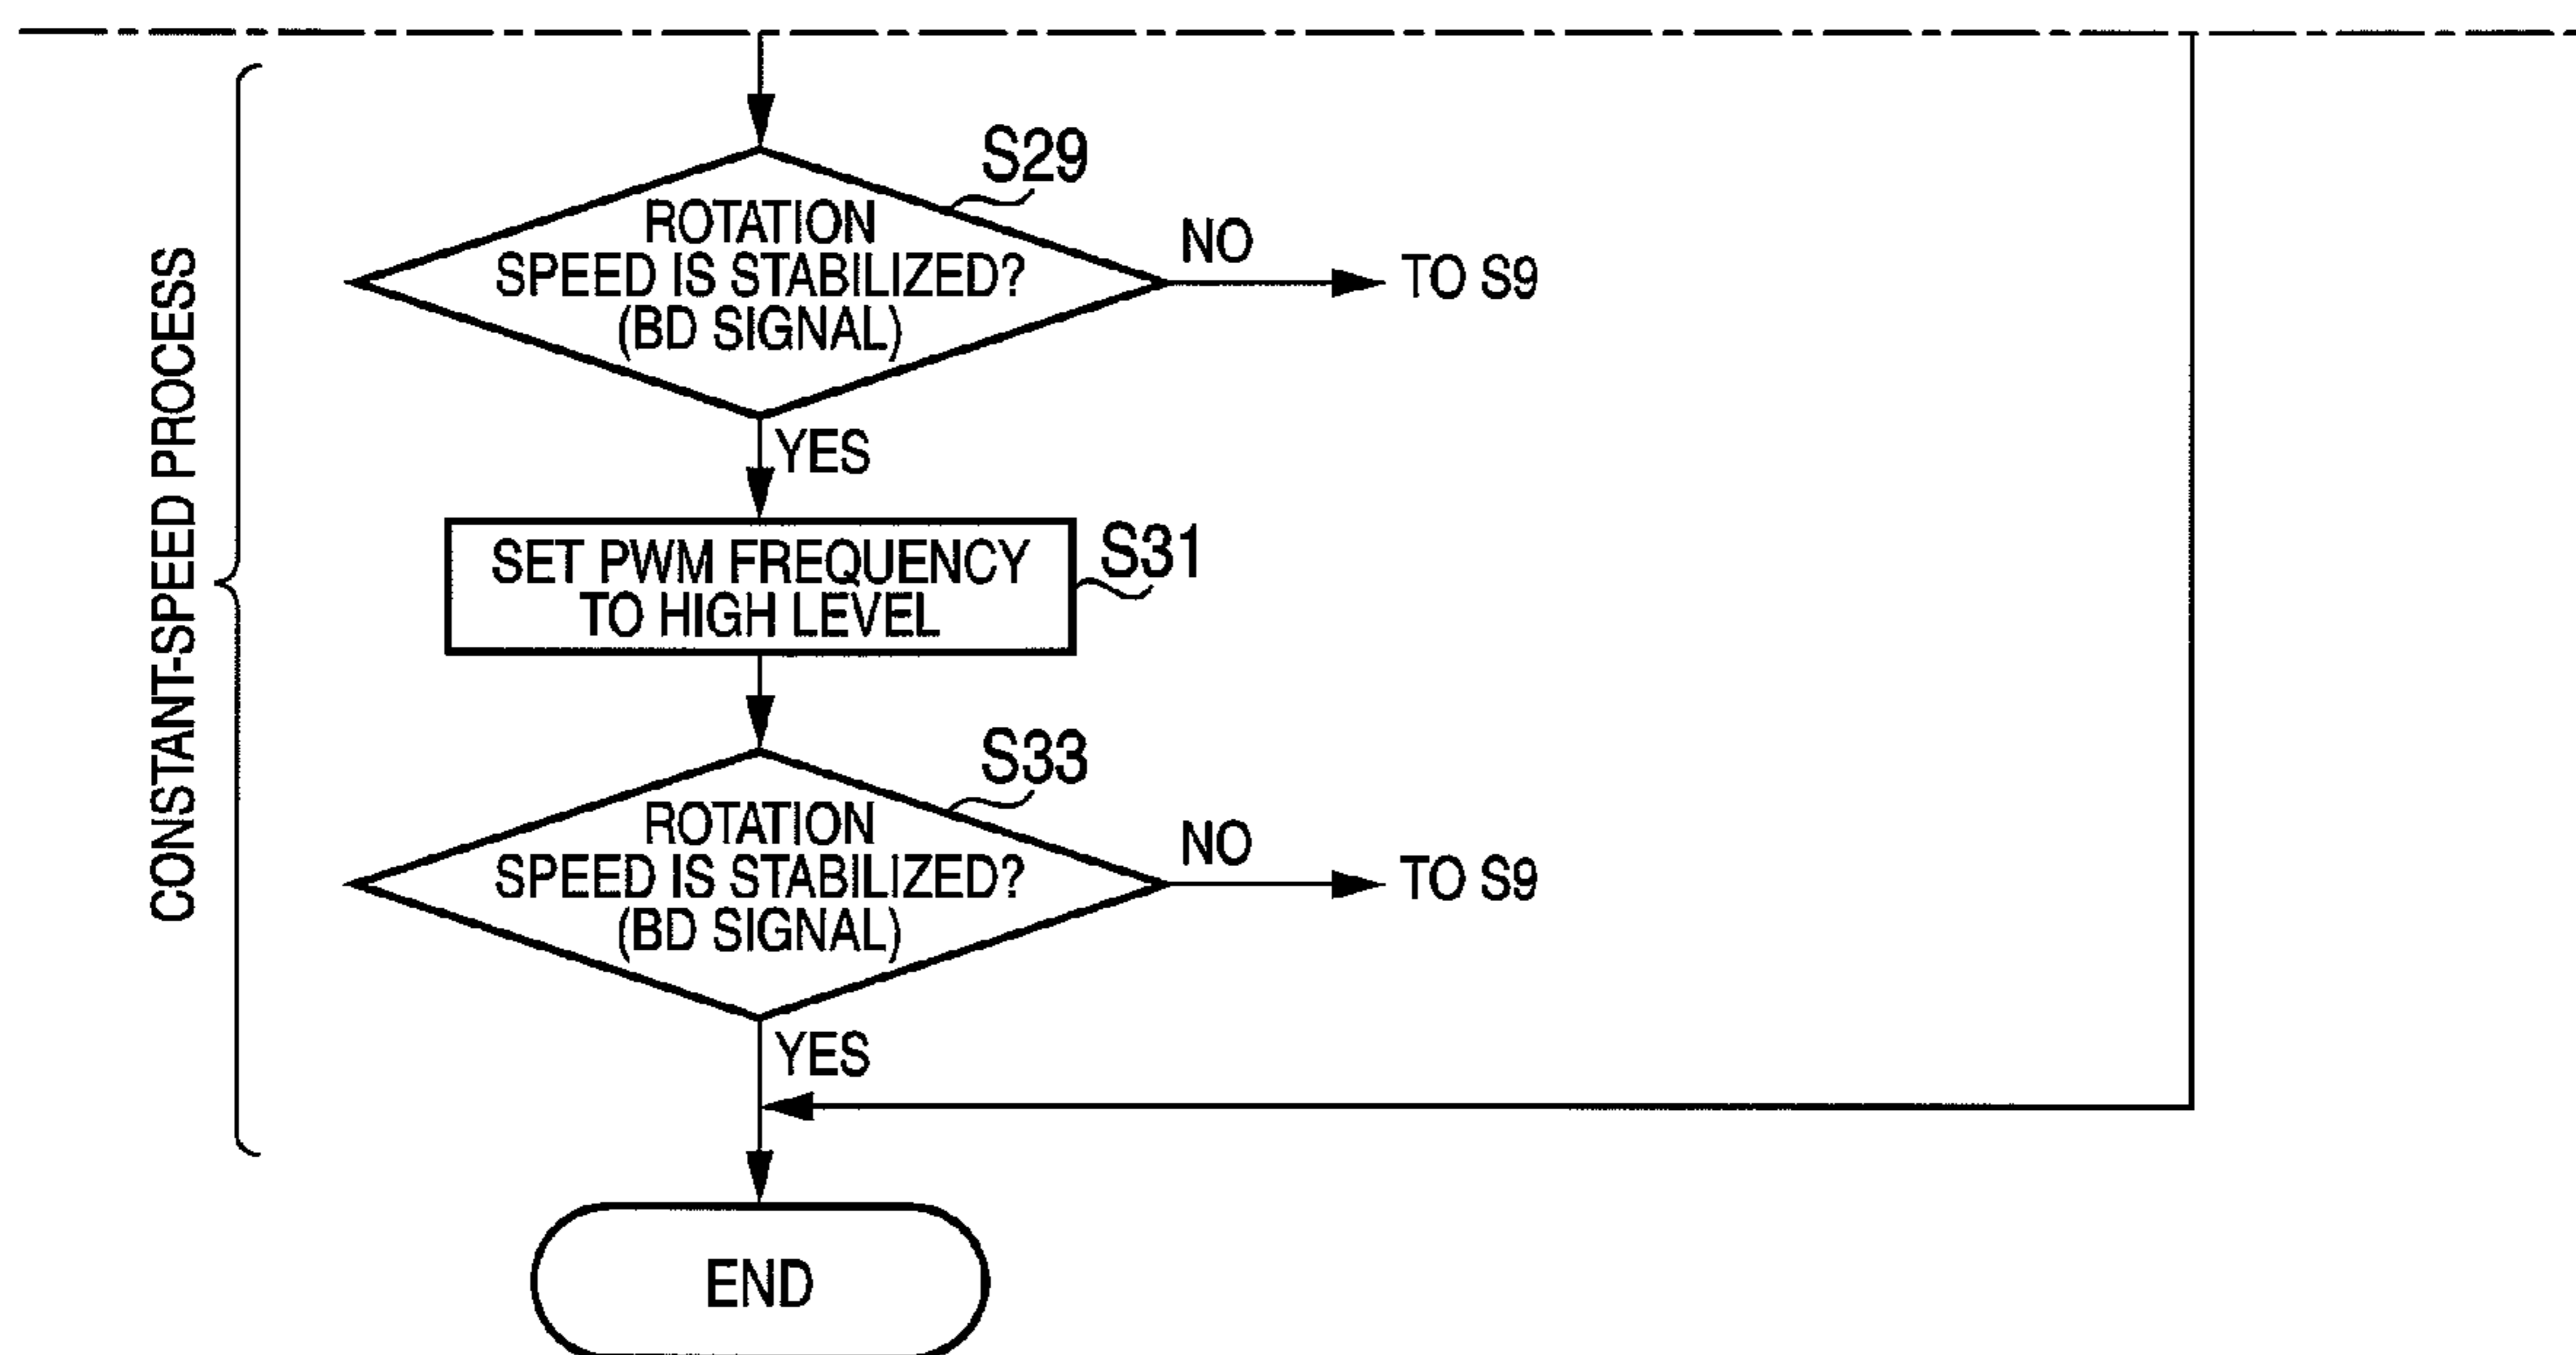 CONSTANT-SPEED PROCESS
S29
ROTATION
SPEED IS STABILIZED?
(BD SIGNAL)
NO
TO S9
YES
SET PWM FREQUENCY
TO HIGH LEVEL
S31
S33
ROTATION
SPEED IS STABILIZED?
(BD SIGNAL)
NO
TO S9
YES
END